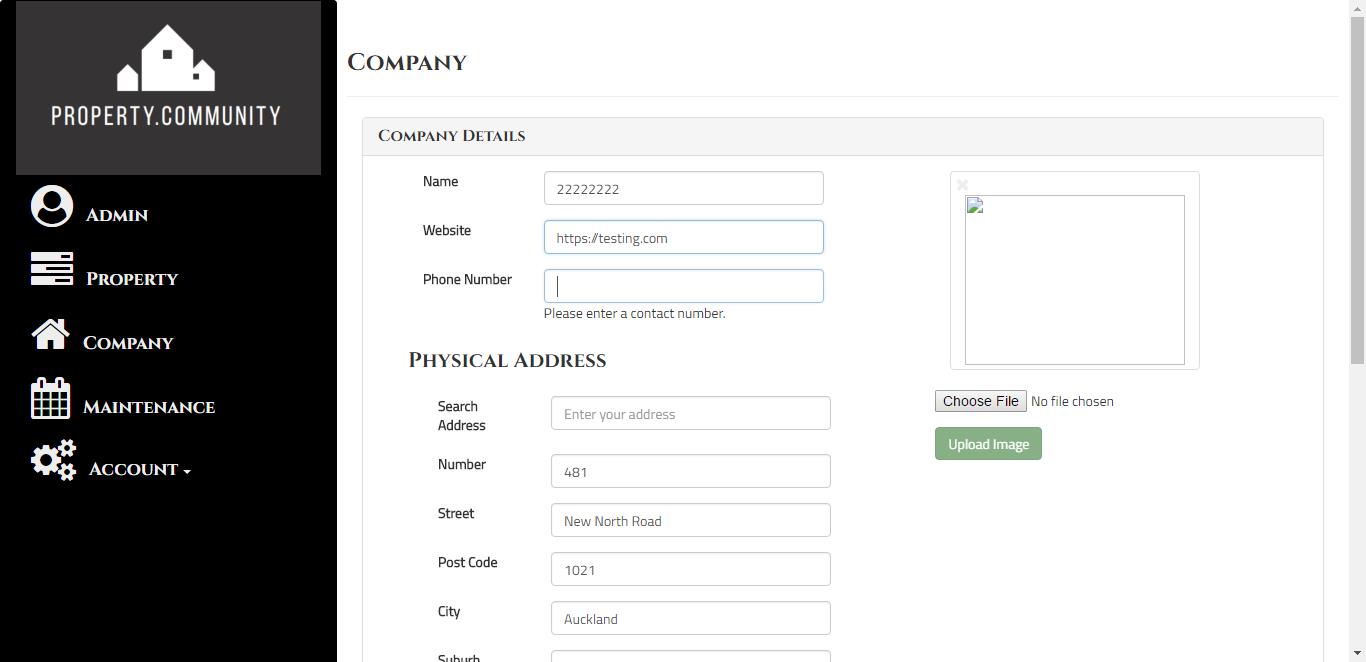 PROPERTY.COMMUNITY
Admin
Property
Company
Maintenance
Account
Company
Company Details
Name
22222222
Website
https://testing.com
Phone Number
Please enter a contact number.
Physical Address
Search
Address
Enter your address
Number
481
Street
New North Road
Post Code
1021
City
Auckland
Suburb
Choose File No file chosen
Upload Image